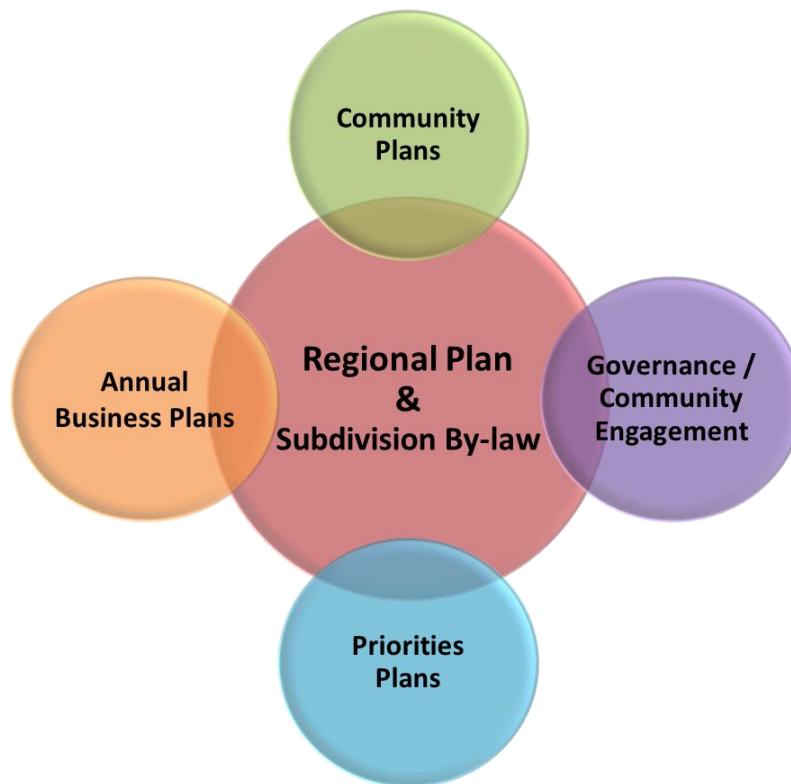 Community
Plans
Annual
Business Plans
Regional Plan
&
Subdivision By-law
Governance /
Community
Engagement
Priorities
Plans